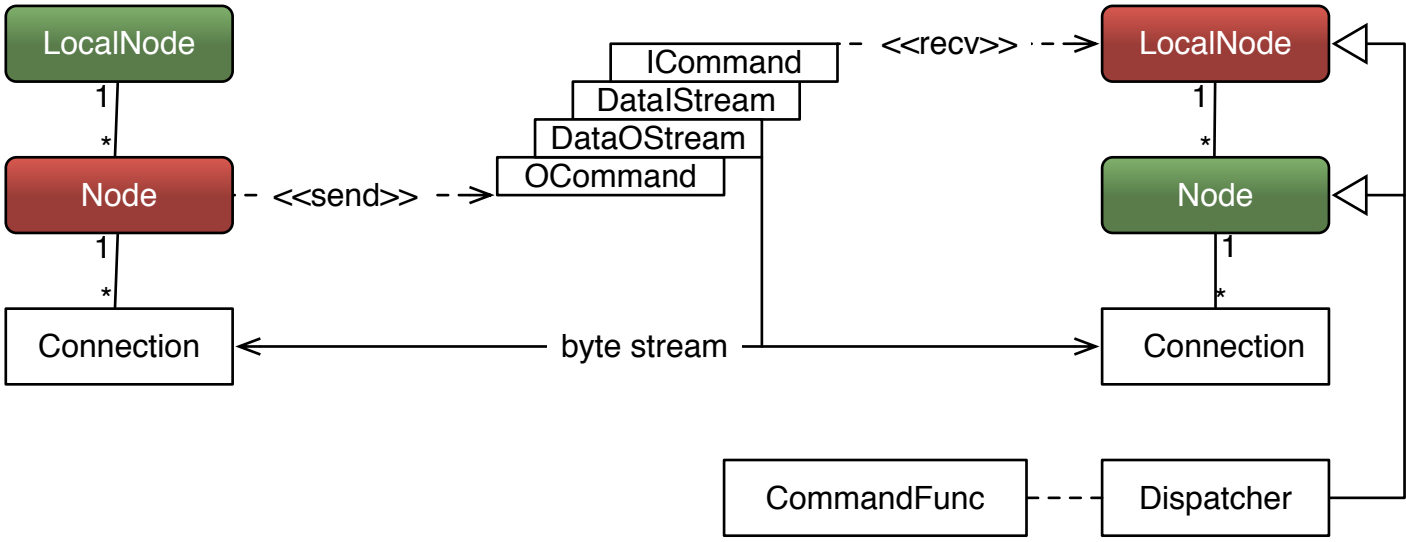 LocalNode
1
*
Node
1
*
Connection
<<send>>
ICommand
DataIStream
DataOStream
OCommand
<<recv>>
byte stream
LocalNode
1
*
Node
1
*
Connection
CommandFunc
Dispatcher